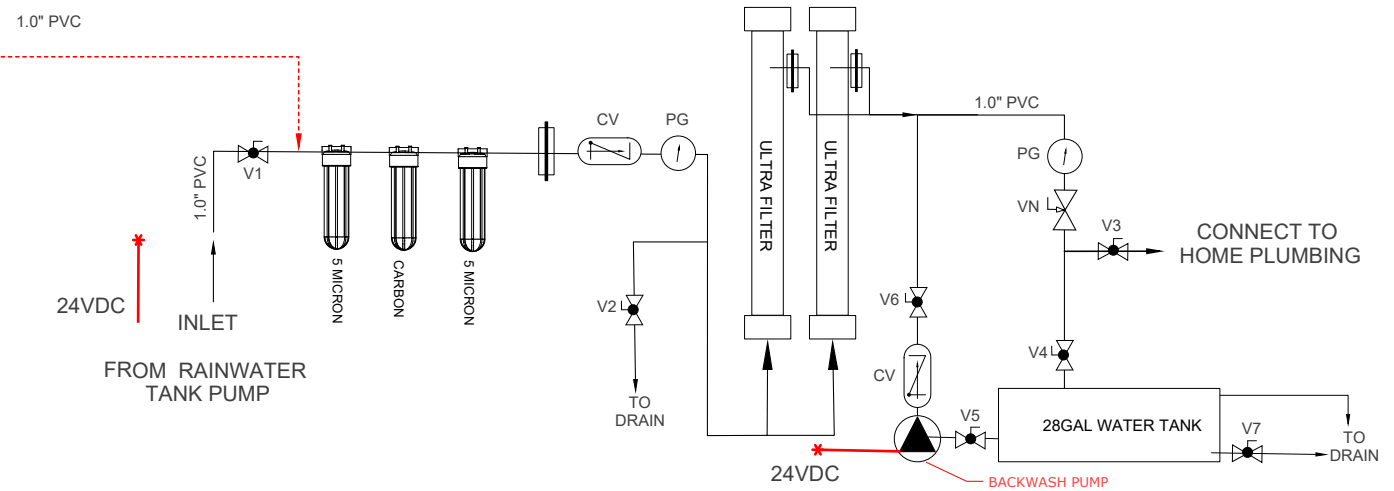 1.0" PVC
V1
1.0" PVC
24VDC
INLET
FROM RAINWATER
TANK PUMP
5 MICRON
CARBON
5 MICRON
CV
PG
V2
TO
DRAIN
ULTRA FILTER
ULTRA FILTER
1.0" PVC
PG
VN
V3
CONNECT TO
HOME PLUMBING
V6
V4
CV
V5
28GAL WATER TANK
V7
TO
DRAIN
24VDC
BACKWASH PUMP